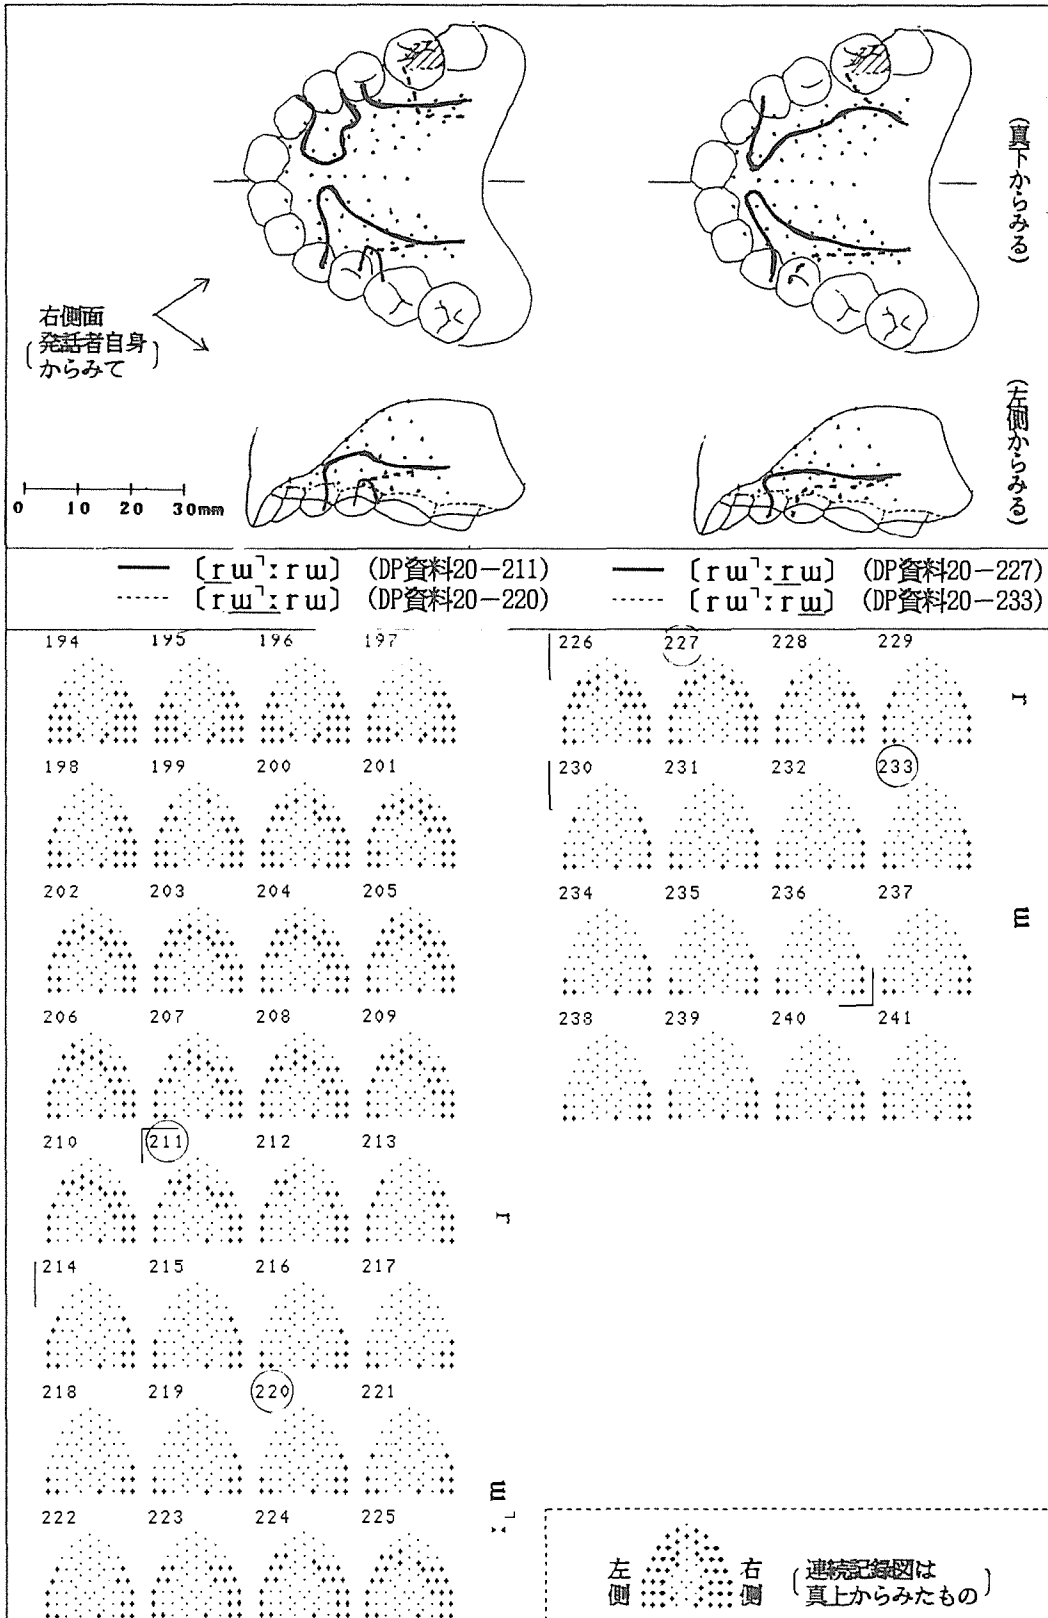 (真下からみる)
右側面
(発話者自身
からみて)
(左側からみる)
0 10 20 30mm
[rɯ˥:rɯ] (DP資料20-211)
[rɯ˥:rɯ] (DP資料20-220)
[rɯ˥:rɯ] (DP資料20-227)
[rɯ˥:rɯ] (DP資料20-233)
194 195 196 197
198 199 200 201
202 203 204 205
206 207 208 209
210 211 212 213
r
214 215 216 217
218 219 220 221
ɯ˥:
222 223 224 225
226 227 228 229
r
230 231 232 233
234 235 236 237
ɯ
238 239 240 241
左側
右側
(連続記録図は
真上からみたもの)